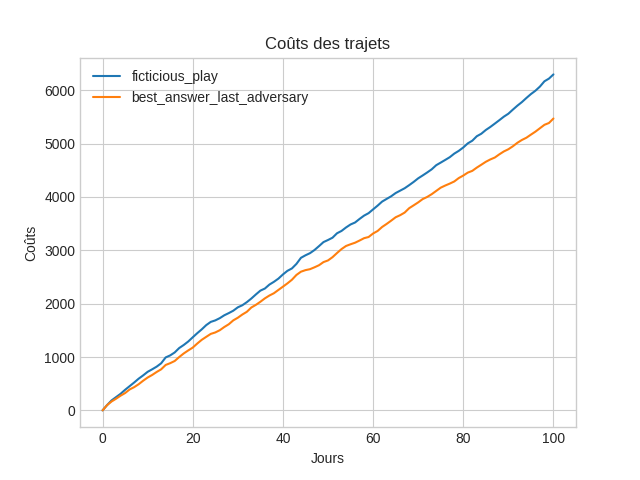 Coûts des trajets
ficticious_play
best_answer_last_adversary
6000
5000
4000
3000
2000
1000
0
Coûts
0 20 40 60 80 100
Jours